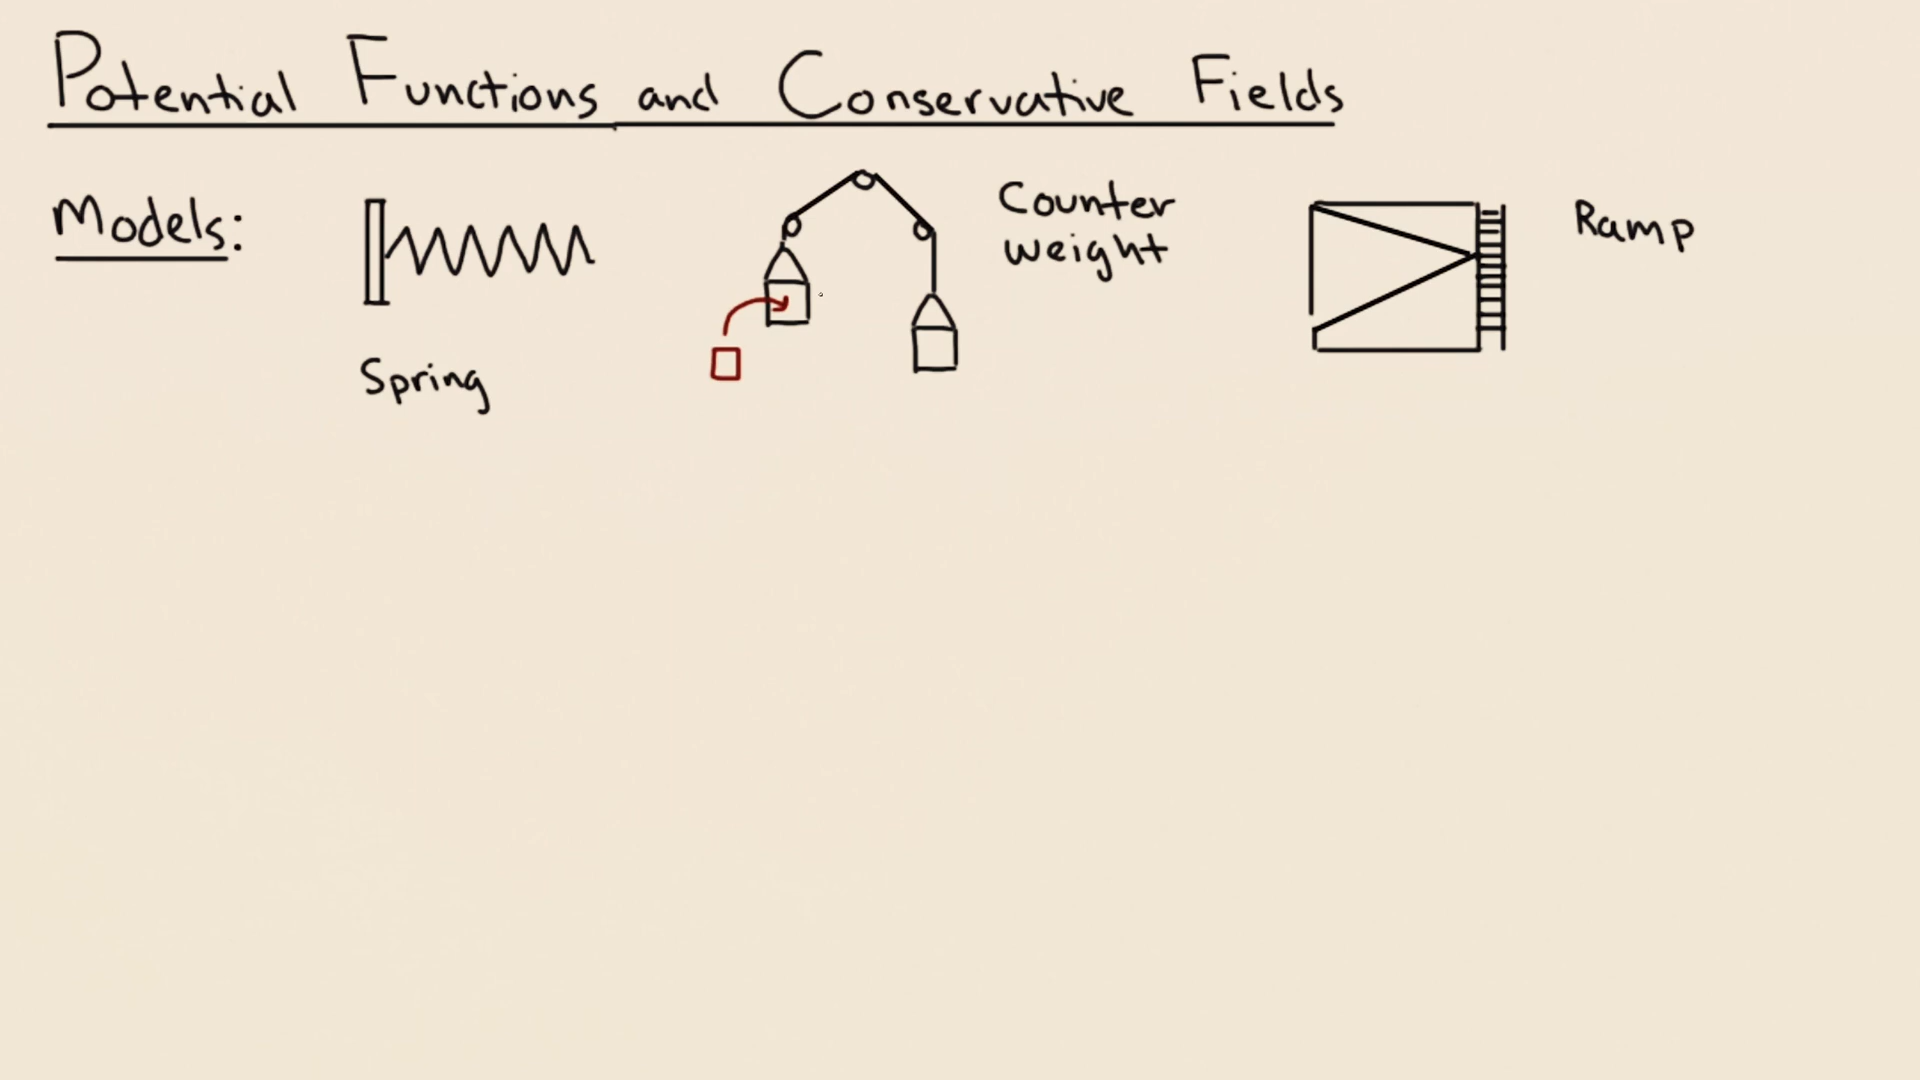 Potential Functions and Conservative Fields
Models:
Spring
Counter
weight
Ramp